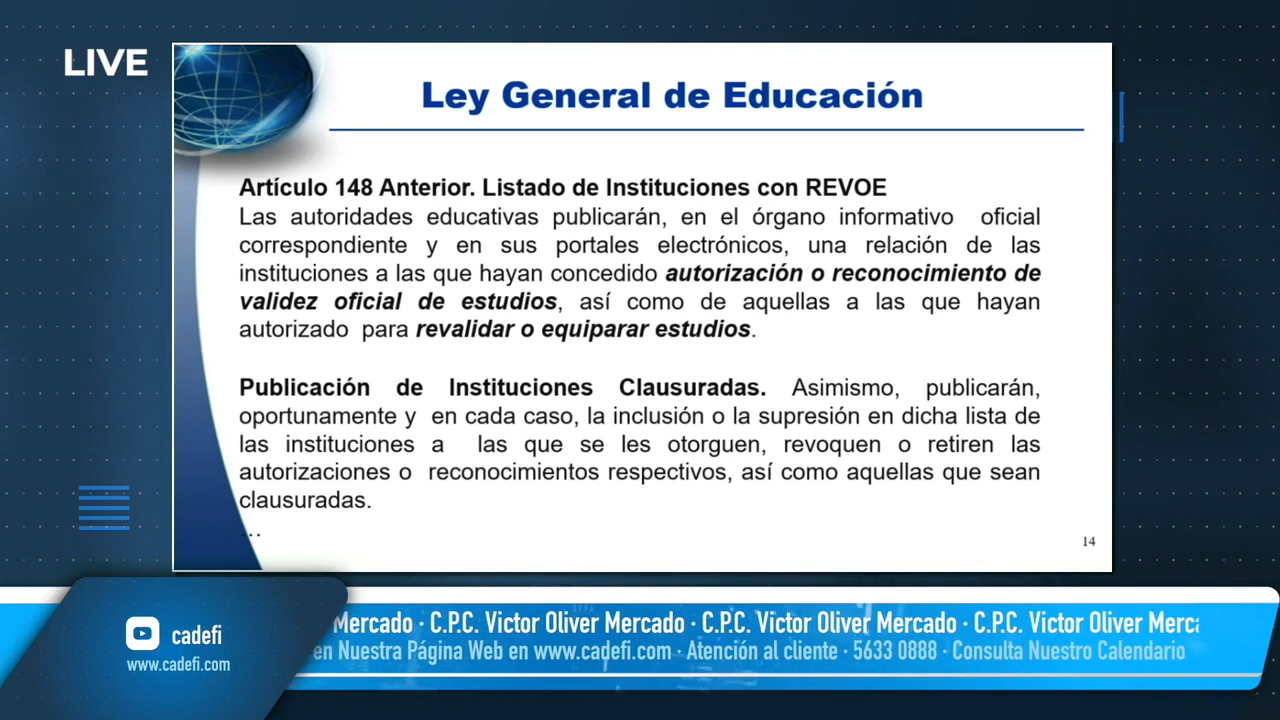 LIVE
Ley General de Educación
Artículo 148 Anterior. Listado de Instituciones con REVOE
Las autoridades educativas publicarán, en el órgano informativo oficial
correspondiente y en sus portales electrónicos, una relación de las
instituciones a las que hayan concedido autorización o reconocimiento de
validez oficial de estudios, así como de aquellas a las que hayan
autorizado para revalidar o equiparar estudios.
Publicación de Instituciones Clausuradas. Asimismo, publicarán,
oportunamente y en cada caso, la inclusión o la supresión en dicha lista de
las instituciones a las que se les otorguen, revoquen o retiren las
autorizaciones o reconocimientos respectivos, así como aquellas que sean
clausuradas.
...
14
cadefi
www.cadefi.com
Mercado · C.P.C. Victor Oliver Mercado · C.P.C. Victor Oliver Mercado · C.P.C. Victor Oliver Merca
en Nuestra Página Web en www.cadefi.com · Atención al cliente · 5633 0888 · Consulta Nuestro Calendario